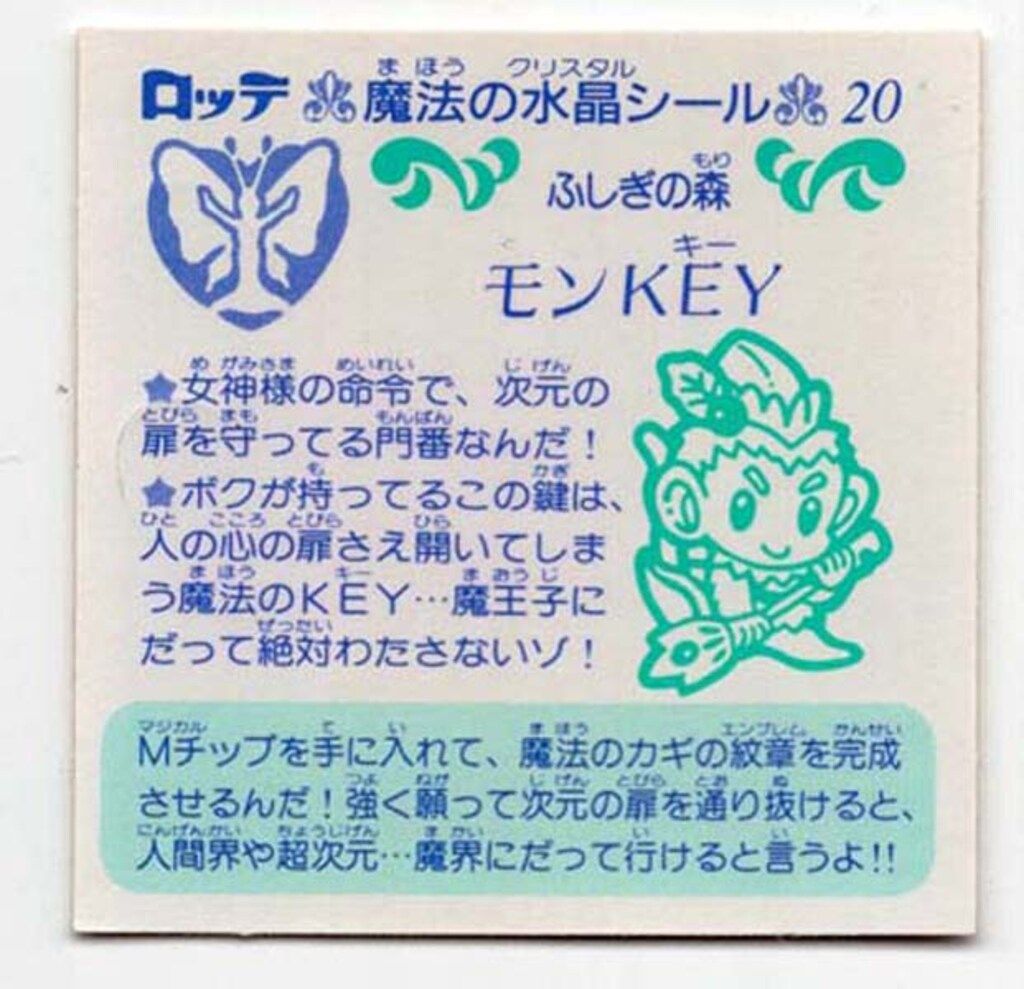 ロッテ 魔法の水晶シール 20
ふしぎの森
モンKEY
★女神様の命令で、次元の
扉を守ってる門番なんだ！
★ボクが持ってるこの鍵は、
人の心の扉さえ開いてしま
う魔法のKEY…魔王子に
だって絶対わたさないゾ！
Mチップを手に入れて、魔法のカギの紋章を完成
させるんだ！強く願って次元の扉を通り抜けると、
人間界や超次元…魔界にだって行けると言うよ!!